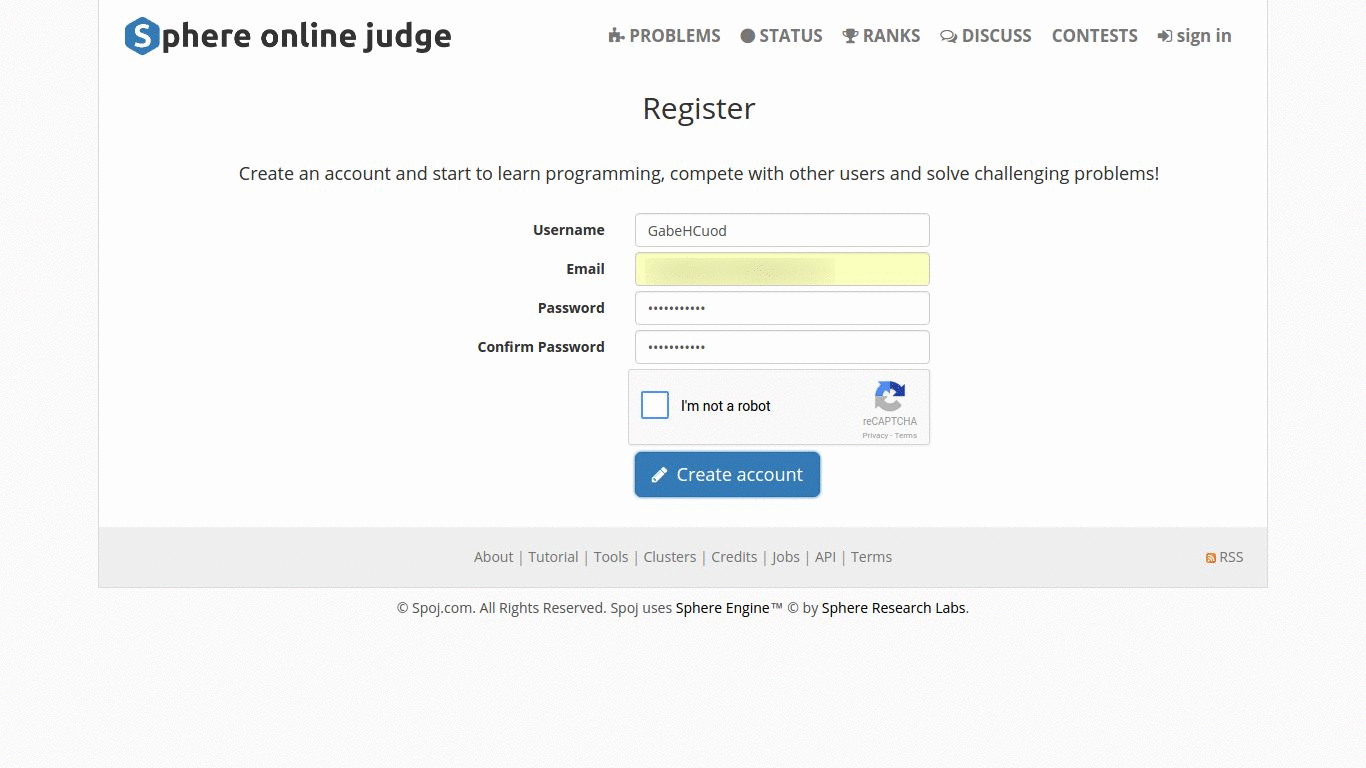 Sphere online judge
PROBLEMS STATUS RANKS DISCUSS CONTESTS sign in
Register
Create an account and start to learn programming, compete with other users and solve challenging problems!
Username GabeHCuod
Email
Password •••••••••••
Confirm Password •••••••••••
I'm not a robot
reCAPTCHA
Privacy - Terms
Create account
About | Tutorial | Tools | Clusters | Credits | Jobs | API | Terms RSS
© Spoj.com. All Rights Reserved. Spoj uses Sphere Engine™ © by Sphere Research Labs.